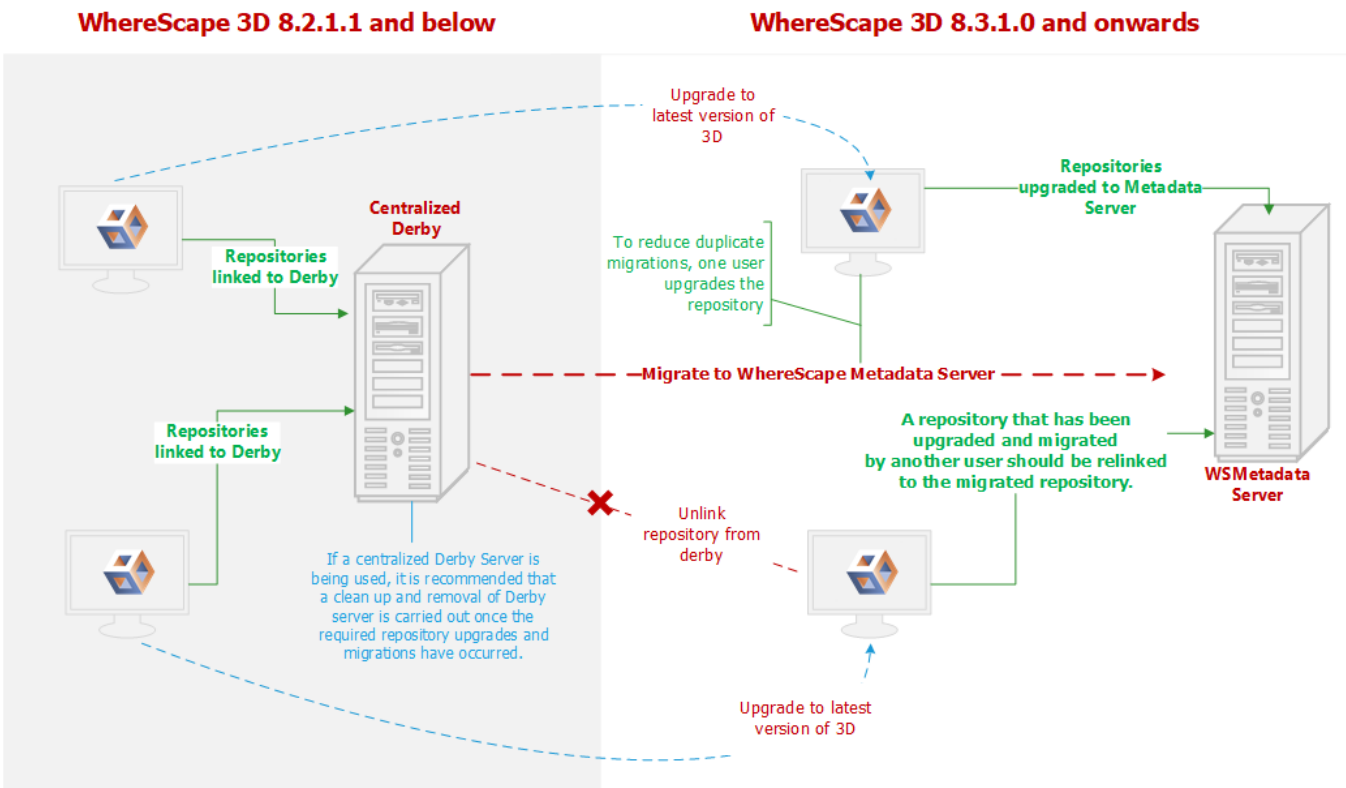 WhereScape 3D 8.2.1.1 and below
WhereScape 3D 8.3.1.0 and onwards
Upgrade to
latest version of
3D
Repositories
upgraded to Metadata
Server
Centralized
Derby
Repositories
linked to Derby
To reduce duplicate
migrations, one user
upgrades the
repository
Migrate to WhereScape Metadata Server
Repositories
linked to Derby
A repository that has been
upgraded and migrated
by another user should be relinked
to the migrated repository.
WSMetadata
Server
Unlink
repository from
derby
If a centralized Derby Server is
being used, it is recommended that
a clean up and removal of Derby
server is carried out once the
required repository upgrades and
migrations have occurred.
Upgrade to latest
version of 3D